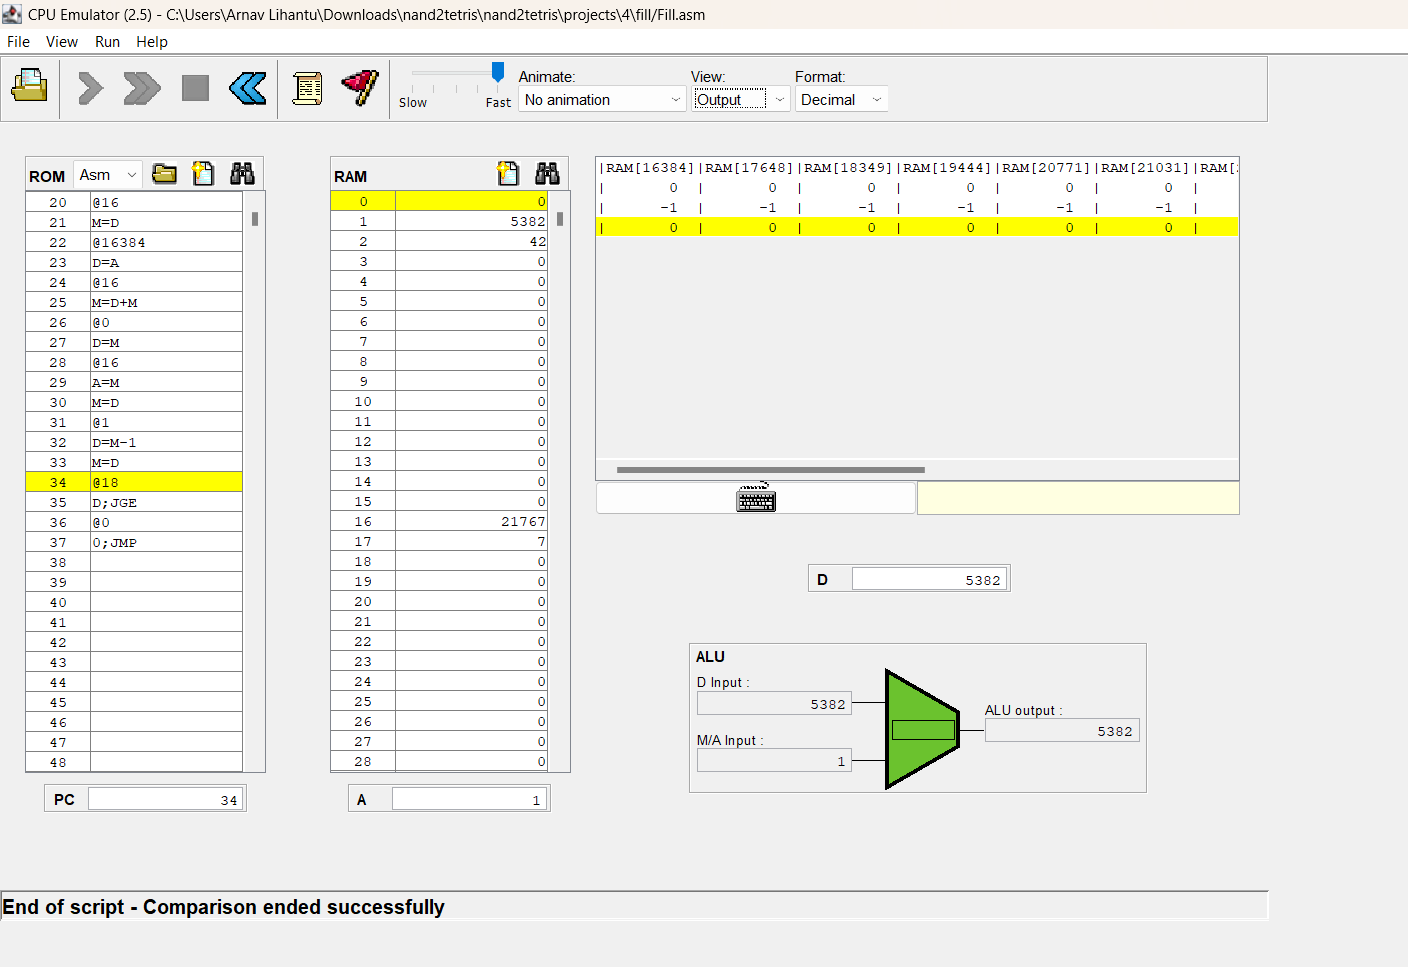 CPU Emulator (2.5) - C:\Users\Arnav Lihantu\Downloads\nand2tetris\nand2tetris\projects\4\fill/Fill.asm
File View Run Help
Slow Fast
Animate: View: Format:
No animation Output Decimal
ROM Asm
20 @16
21 M=D
22 @16384
23 D=A
24 @16
25 M=D+M
26 @0
27 D=M
28 @16
29 A=M
30 M=D
31 @1
32 D=M-1
33 M=D
34 @18
35 D;JGE
36 @0
37 0;JMP
38
39
40
41
42
43
44
45
46
47
48
PC 34
RAM
0 0
1 5382
2 42
3 0
4 0
5 0
6 0
7 0
8 0
9 0
10 0
11 0
12 0
13 0
14 0
15 0
16 21767
17 7
18 0
19 0
20 0
21 0
22 0
23 0
24 0
25 0
26 0
27 0
28 0
A 1
|RAM[16384]|RAM[17648]|RAM[18349]|RAM[19444]|RAM[20771]|RAM[21031]|RAM[
| 0 | 0 | 0 | 0 | 0 | 0 |
| -1 | -1 | -1 | -1 | -1 | -1 |
| 0 | 0 | 0 | 0 | 0 | 0 |
D 5382
ALU
D Input :
5382
M/A Input :
1
ALU output :
5382
End of script - Comparison ended successfully